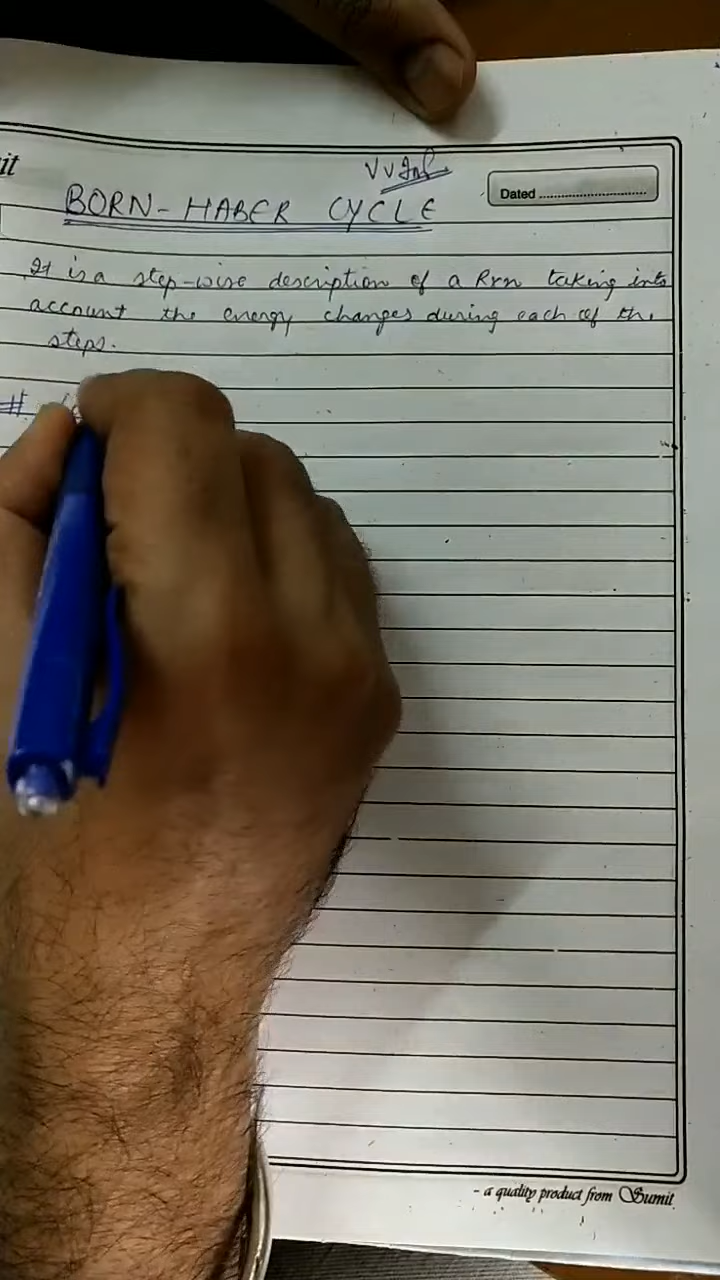 it
V V Imp
BORN-HABER CYCLE
Dated
It is a step-wise description of a Rxn taking into
account the energy changes during each of the
steps.
#
- a quality product from Sumit